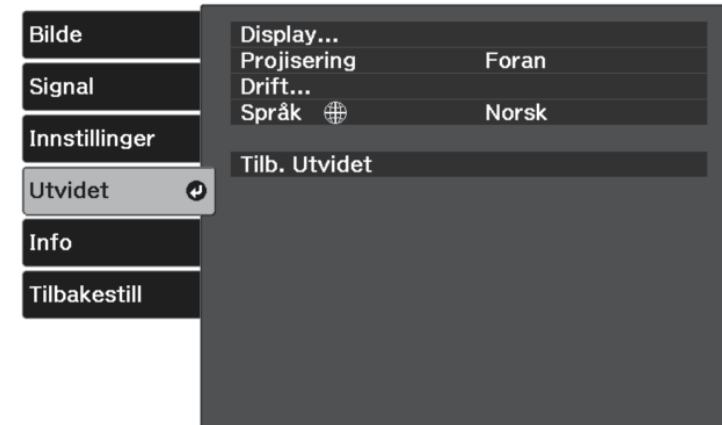 Bilde
Signal
Innstillinger
Utvidet
Info
Tilbakestill
Display...
Projisering Foran
Drift...
Språk Norsk
Tilb. Utvidet